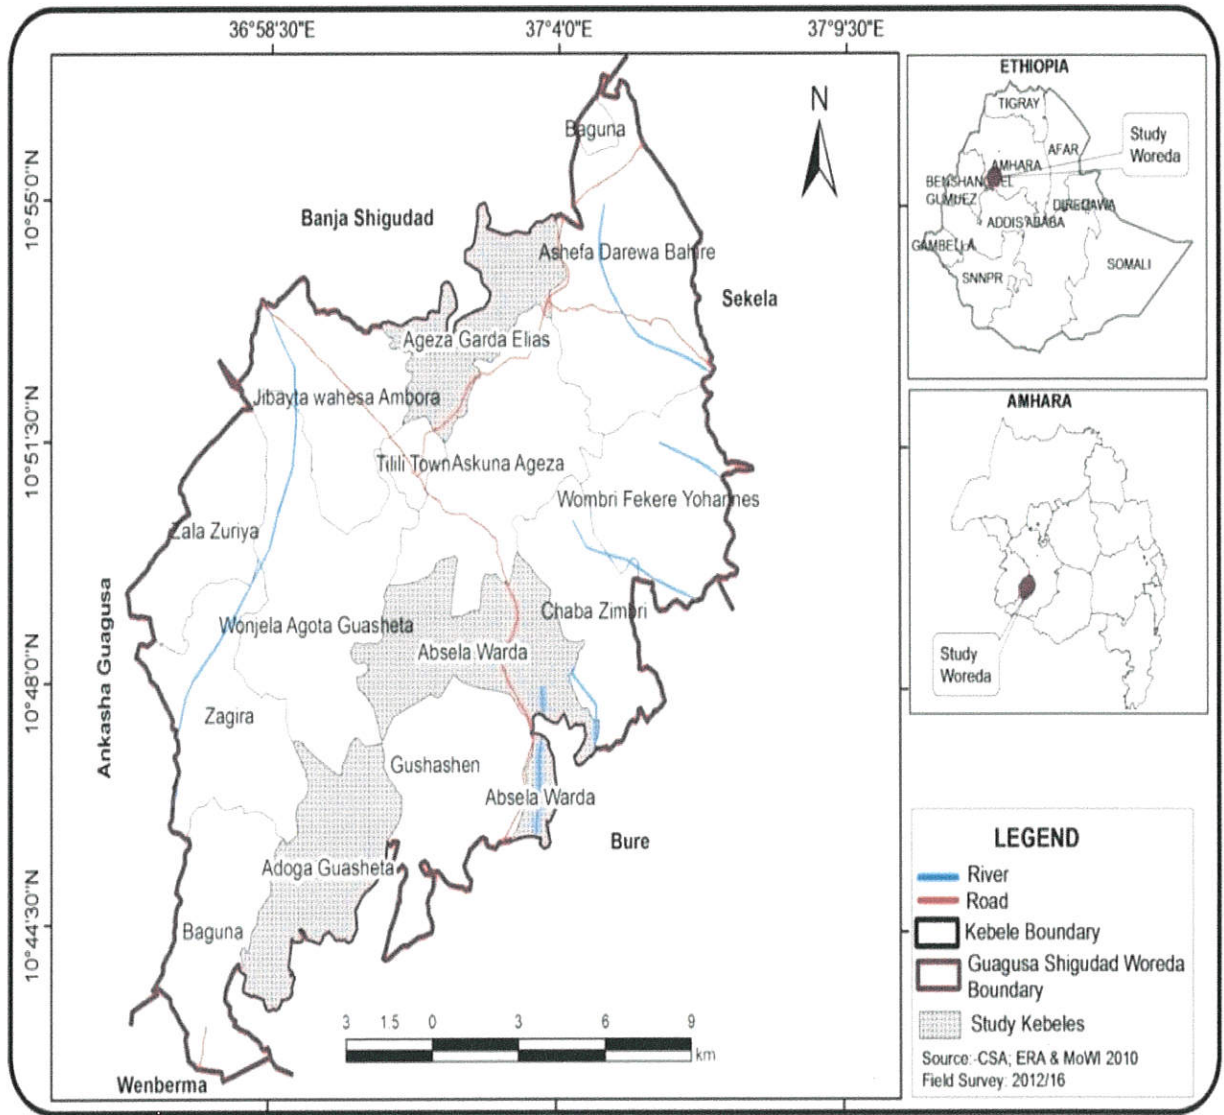 36°58'30"E
37°4'0"E
37°9'30"E
10°55'0"N
10°51'30"N
10°48'0"N
10°44'30"N
N
Baguna
Banja Shigudad
Ashefa Darewa Bahire
Sekela
Ageza Garda Elias
Jibayta wahesa Ambora
Tilili Town
Askuna Ageza
Wombri Fekere Yohannes
Zala Zuriya
Ankasha Guagusa
Wonjela Agota Guasheta
Chaba Zimbri
Absela Warda
Zagira
Gushashen
Absela Warda
Bure
Adoga Guasheta
Baguna
Wenberma
3 1.5 0 3 6 9
km
ETHIOPIA
TIGRAY
Study
Woreda
AFAR
AMHARA
BENSHANGUEL
GUMUEZ
DIREDAWA
ADDIS ABABA
GAMBELLA
SNNPR
SOMALI
AMHARA
Study
Woreda
LEGEND
River
Road
Kebele Boundary
Guagusa Shigudad Woreda
Boundary
Study Kebeles
Source:-CSA; ERA & MoWI 2010
Field Survey: 2012/16